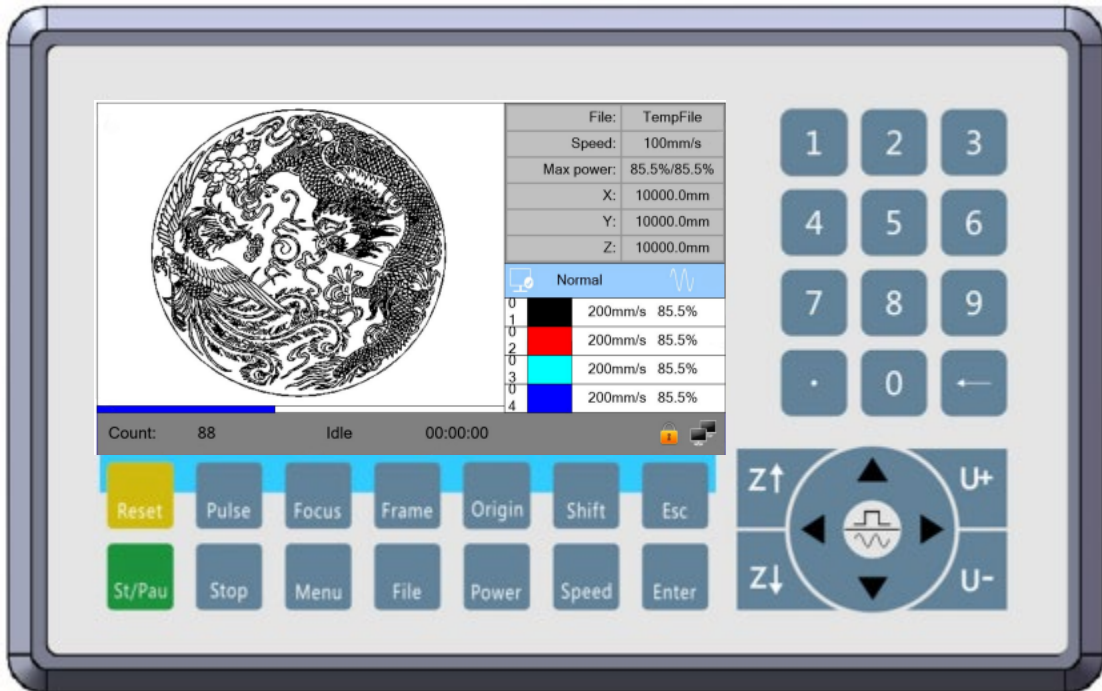 File: TempFile
Speed: 100mm/s
Max power: 85.5%/85.5%
X: 10000.0mm
Y: 10000.0mm
Z: 10000.0mm
Normal
01 200mm/s 85.5%
02 200mm/s 85.5%
03 200mm/s 85.5%
04 200mm/s 85.5%
Count: 88 Idle 00:00:00
1 2 3
4 5 6
7 8 9
. 0 ←
Reset Pulse Focus Frame Origin Shift Esc
St/Pau Stop Menu File Power Speed Enter
Z↑ U+
Z↓ U-